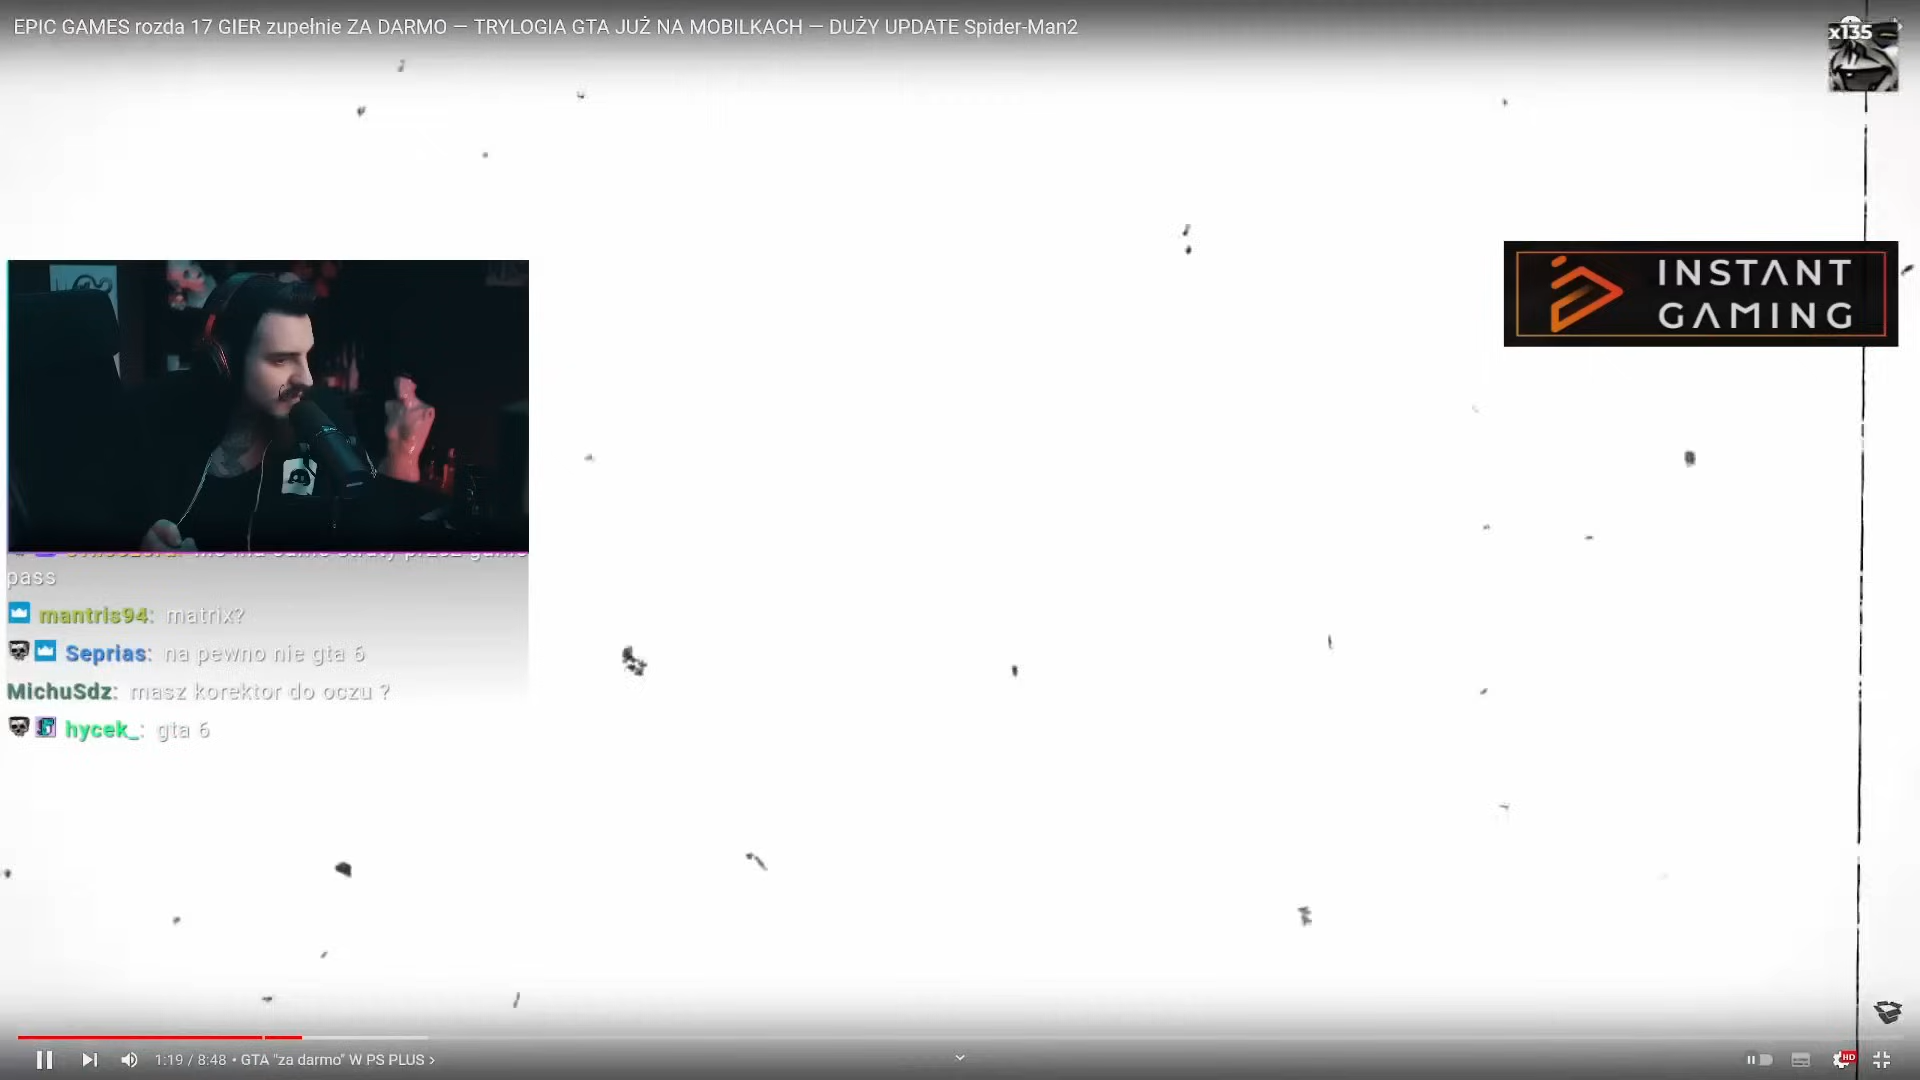 EPIC GAMES rozda 17 GIER zupełnie ZA DARMO — TRYLOGIA GTA JUŻ NA MOBILKACH — DUŻY UPDATE Spider-Man2
x135
INSTANT
GAMING
pass
mantris94: matrix?
Seprias: na pewno nie gta 6
MichuSdz: masz korektor do oczu ?
hycek_: gta 6
1:19 / 8:48 • GTA "za darmo" W PS PLUS ›
HD